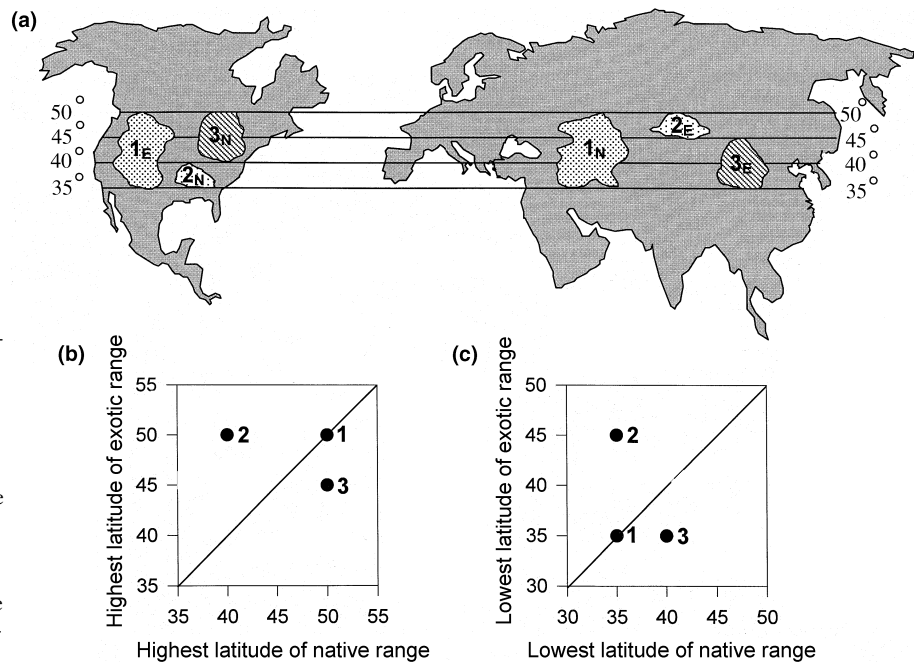 (a)
50° 50°
45° 45°
40° 40°
35° 35°
1E 3N 2N 1N 2E 3E
(b)
Highest latitude of exotic range
55
50
45
40
35
2 1
3
35 40 45 50 55
Highest latitude of native range
(c)
Lowest latitude of exotic range
50
45
40
35
30
2
1 3
30 35 40 45 50
Lowest latitude of native range
e
e